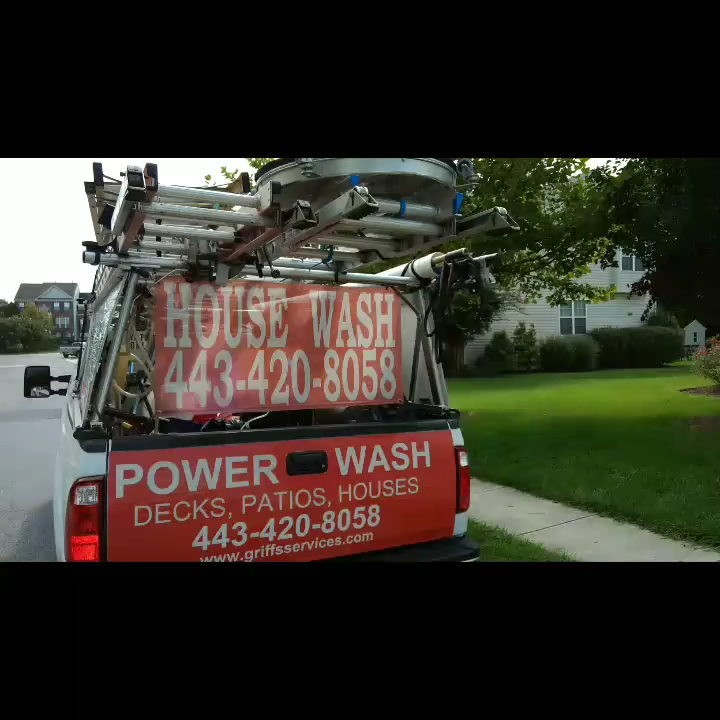 HOUSE WASH
443-420-8058
POWER WASH
DECKS, PATIOS, HOUSES
443-420-8058
www.griffsservices.com